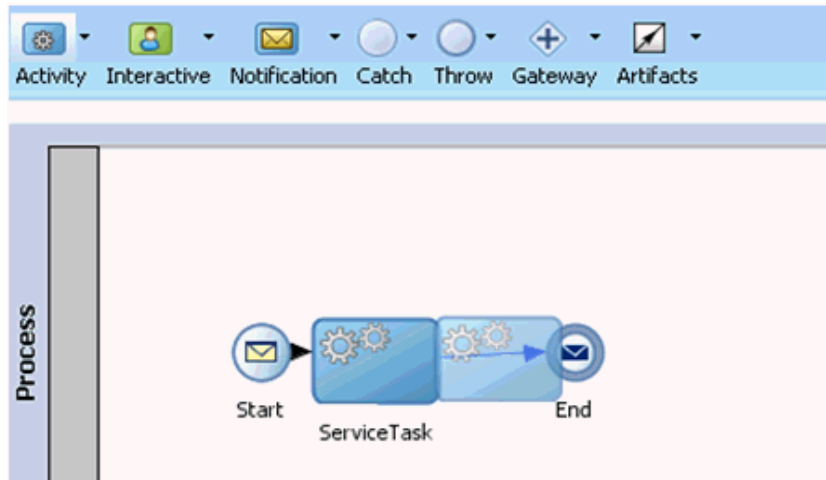 Activity Interactive Notification Catch Throw Gateway Artifacts
Process
Start
End
ServiceTask